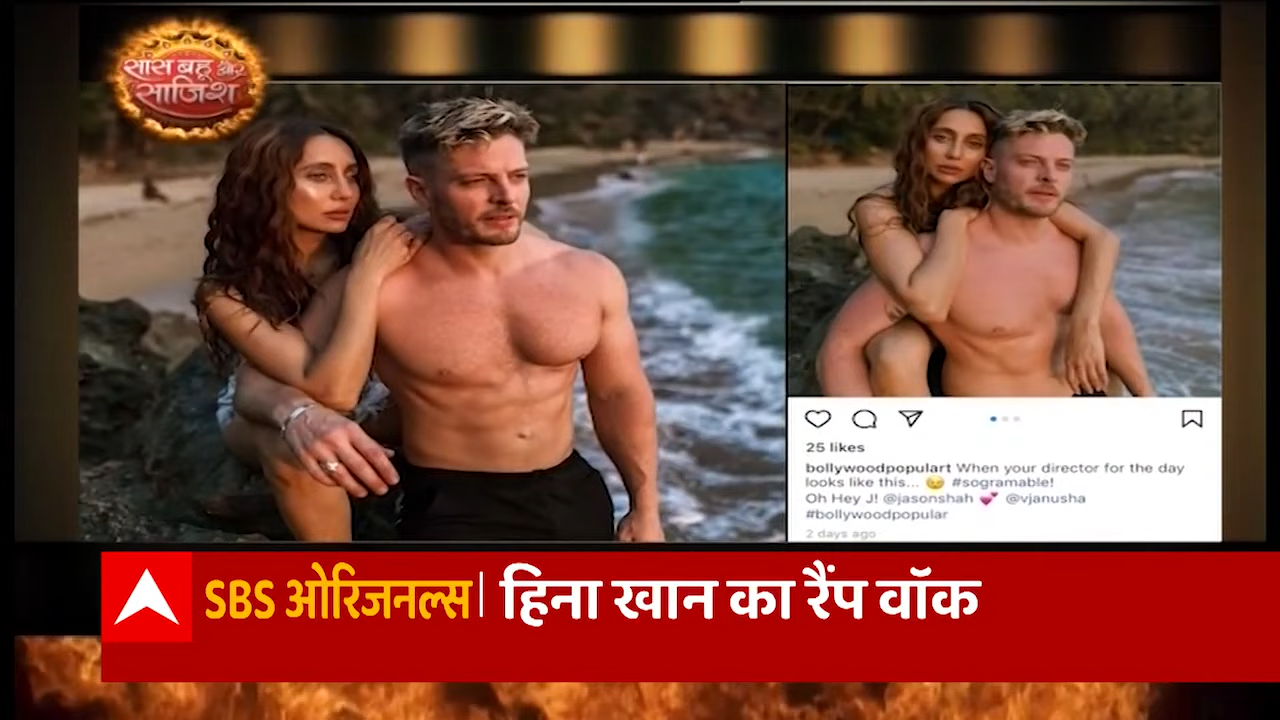 सास बहू और
साजिश
25 likes
bollywoodpopulart When your director for the day
looks like this... 😉 #sogramable!
Oh Hey J! @jasonshah 💞 @vjanusha
#bollywoodpopular
2 days ago
SBS ओरिजनल्स| हिना खान का रैंप वॉक